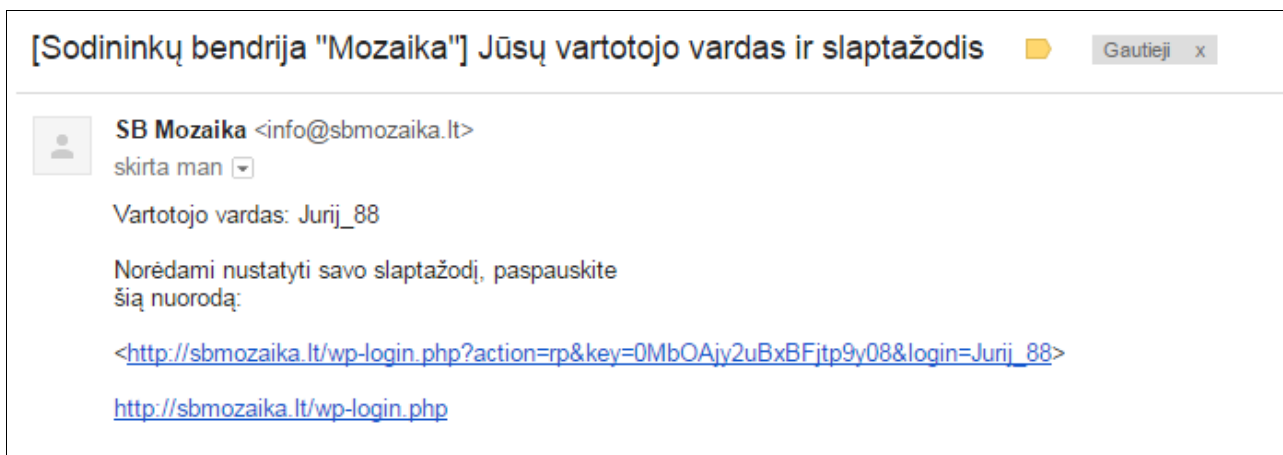 [Sodininkų bendrija "Mozaika"] Jūsų vartotojo vardas ir slaptažodis Gautieji x
SB Mozaika <info@sbmozaika.lt>
skirta man
Vartotojo vardas: Jurij_88
Norėdami nustatyti savo slaptažodį, paspauskite
šią nuorodą:
<http://sbmozaika.lt/wp-login.php?action=rp&key=0MbOAjy2uBxBFjtp9y08&login=Jurij_88>
http://sbmozaika.lt/wp-login.php